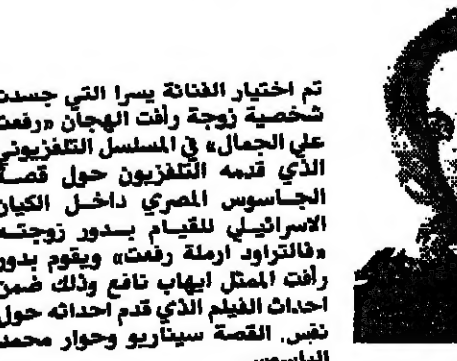 تم اختيار الفنانة يسرا التي جسدت
شخصية زوجة رأفت الهجان «رفعت
علي الجمال» في المسلسل التلفزيوني
الذي قدمه التلفزيون حول قصة
الجاسوس المصري داخل الكيان
الاسرائيلي للقيام بدور زوجته
«فالتراود ارملة رفعت» ويقوم بدور
رأفت الممثل ايهاب نافع وذلك ضمن
احداث الفيلم الذي قدم احداثه حول
نفس. القصة سيناريو وحوار محمد